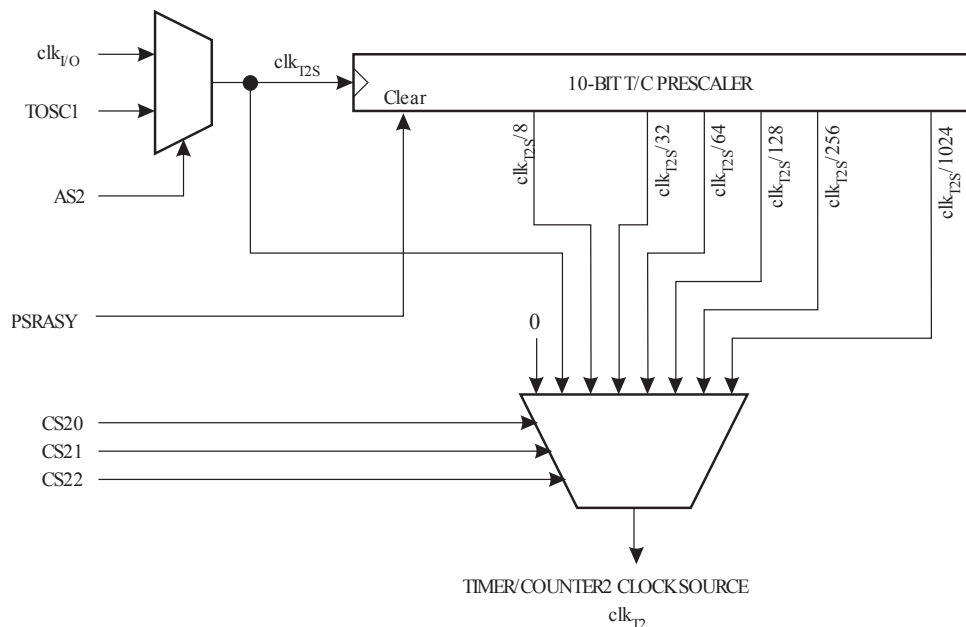 clkI/O
clkT2S
10-BIT T/C PRESCALER
TOSC1
Clear
clkT2S/8
clkT2S/32
clkT2S/64
clkT2S/128
clkT2S/256
clkT2S/1024
AS2
PSRASY
0
CS20
CS21
CS22
TIMER/COUNTER2 CLOCK SOURCE
clkT2